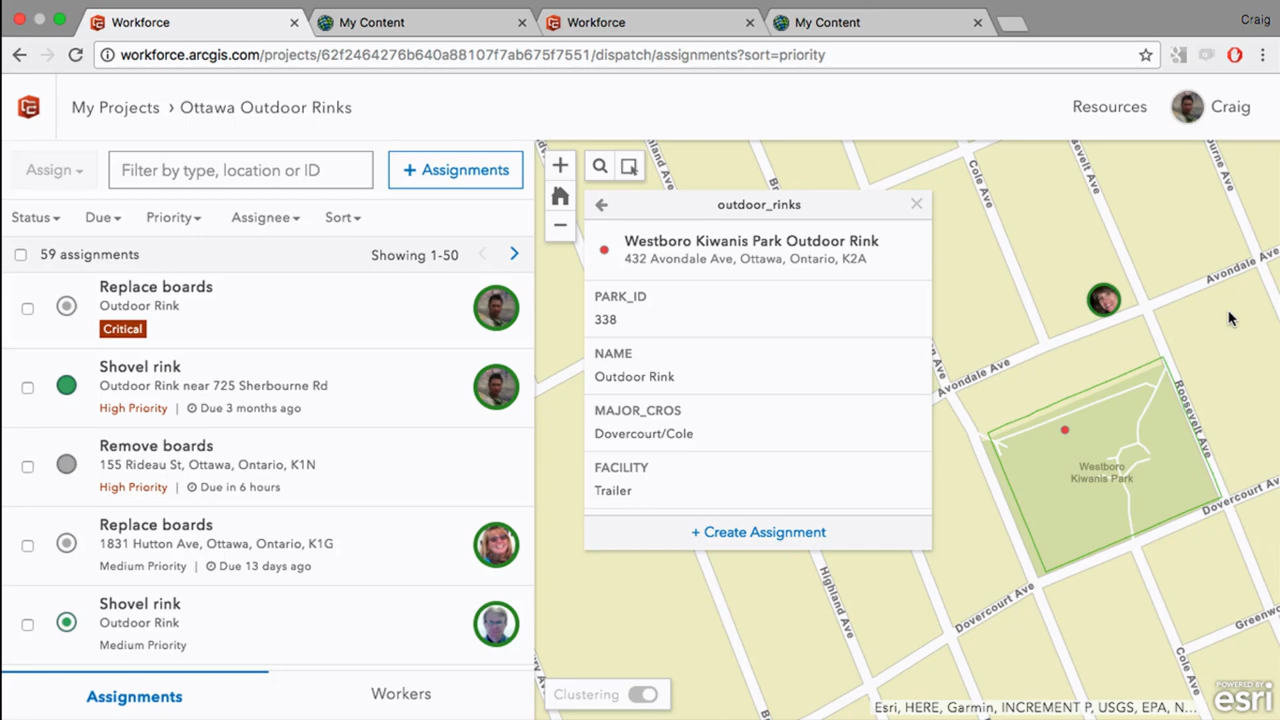 Workforce
My Content
Workforce
My Content
Craig
workforce.arcgis.com/projects/62f2464276b640a88107f7ab675f7551/dispatch/assignments?sort=priority
My Projects › Ottawa Outdoor Rinks
Resources
Craig
Assign
Filter by type, location or ID
+ Assignments
Status
Due
Priority
Assignee
Sort
59 assignments
Showing 1-50
Replace boards
Outdoor Rink
Critical
Shovel rink
Outdoor Rink near 725 Sherbourne Rd
High Priority | Due 3 months ago
Remove boards
155 Rideau St, Ottawa, Ontario, K1N
High Priority | Due in 6 hours
Replace boards
1831 Hutton Ave, Ottawa, Ontario, K1G
Medium Priority | Due 13 days ago
Shovel rink
Outdoor Rink
Medium Priority
Assignments
Workers
outdoor_rinks
Westboro Kiwanis Park Outdoor Rink
432 Avondale Ave, Ottawa, Ontario, K2A
PARK_ID
338
NAME
Outdoor Rink
MAJOR_CROS
Dovercourt/Cole
FACILITY
Trailer
+ Create Assignment
Cole Ave
Roosevelt Ave
Avondale Ave
Avondale Ave
Roosevelt Ave
Westboro
Kiwanis Park
Dovercourt Ave
Dovercourt Ave
Highland Ave
Cole Ave
Clustering
Esri, HERE, Garmin, INCREMENT P, USGS, EPA, N...
POWERED BY
esri